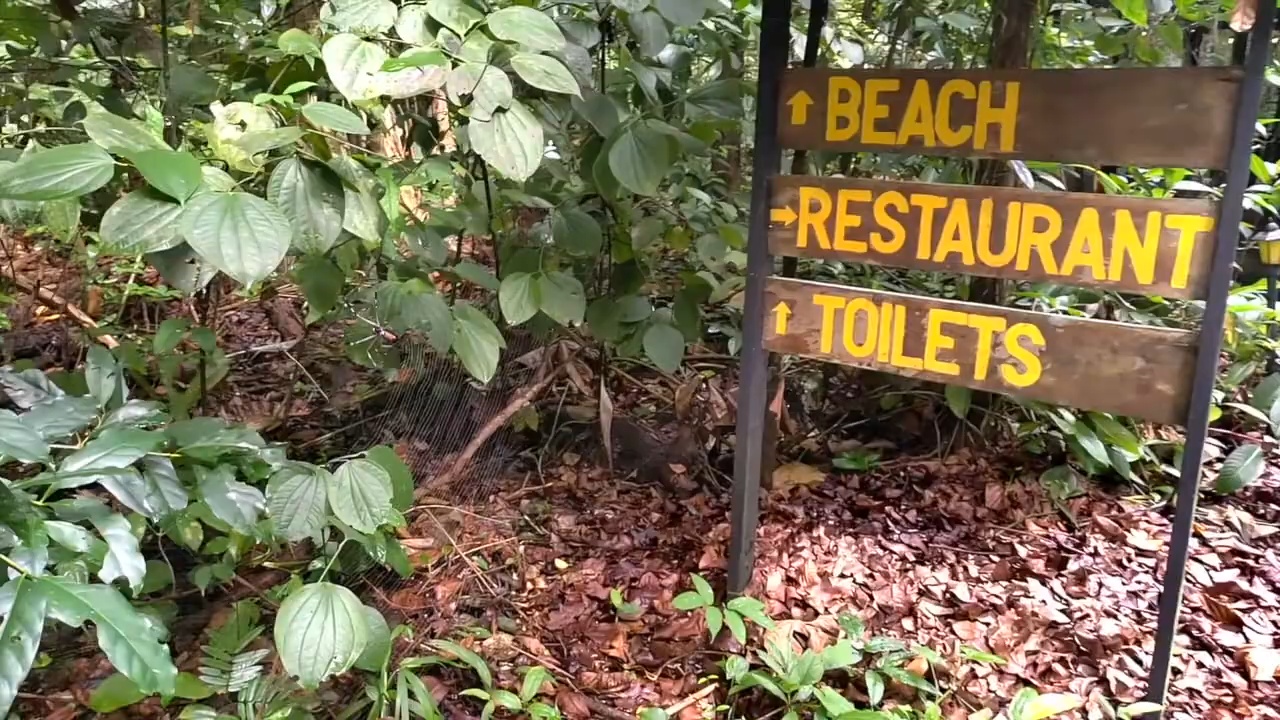 ↑ BEACH
→ RESTAURANT
↑ TOILETS